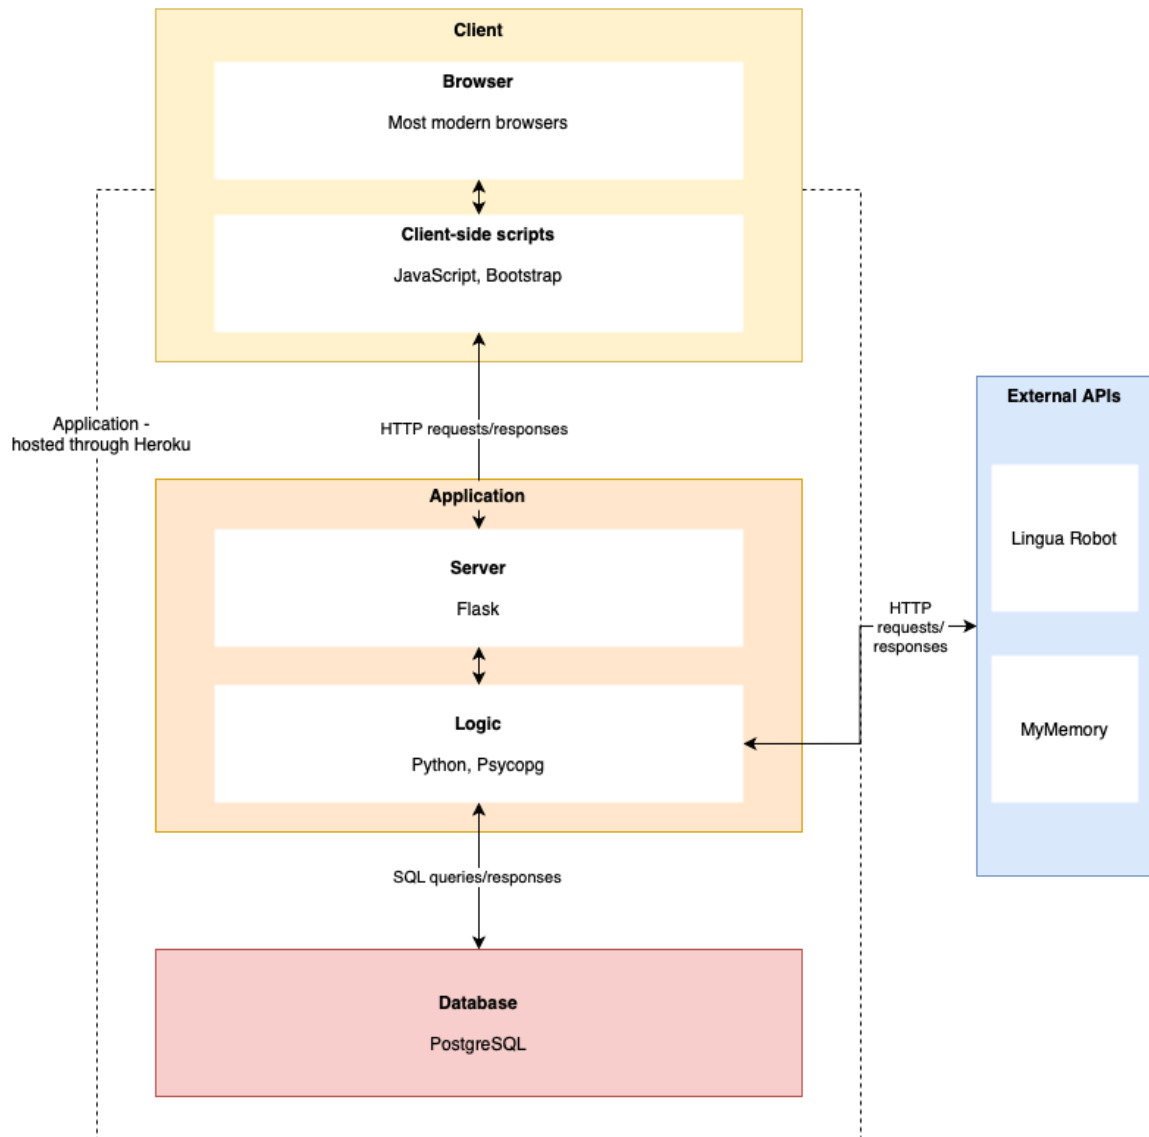 Client
Browser
Most modern browsers
Client-side scripts
JavaScript, Bootstrap
Application -
hosted through Heroku
HTTP requests/responses
Application
Server
Flask
Logic
Python, Psycopg
SQL queries/responses
Database
PostgreSQL
HTTP
requests/
responses
External APIs
Lingua Robot
MyMemory